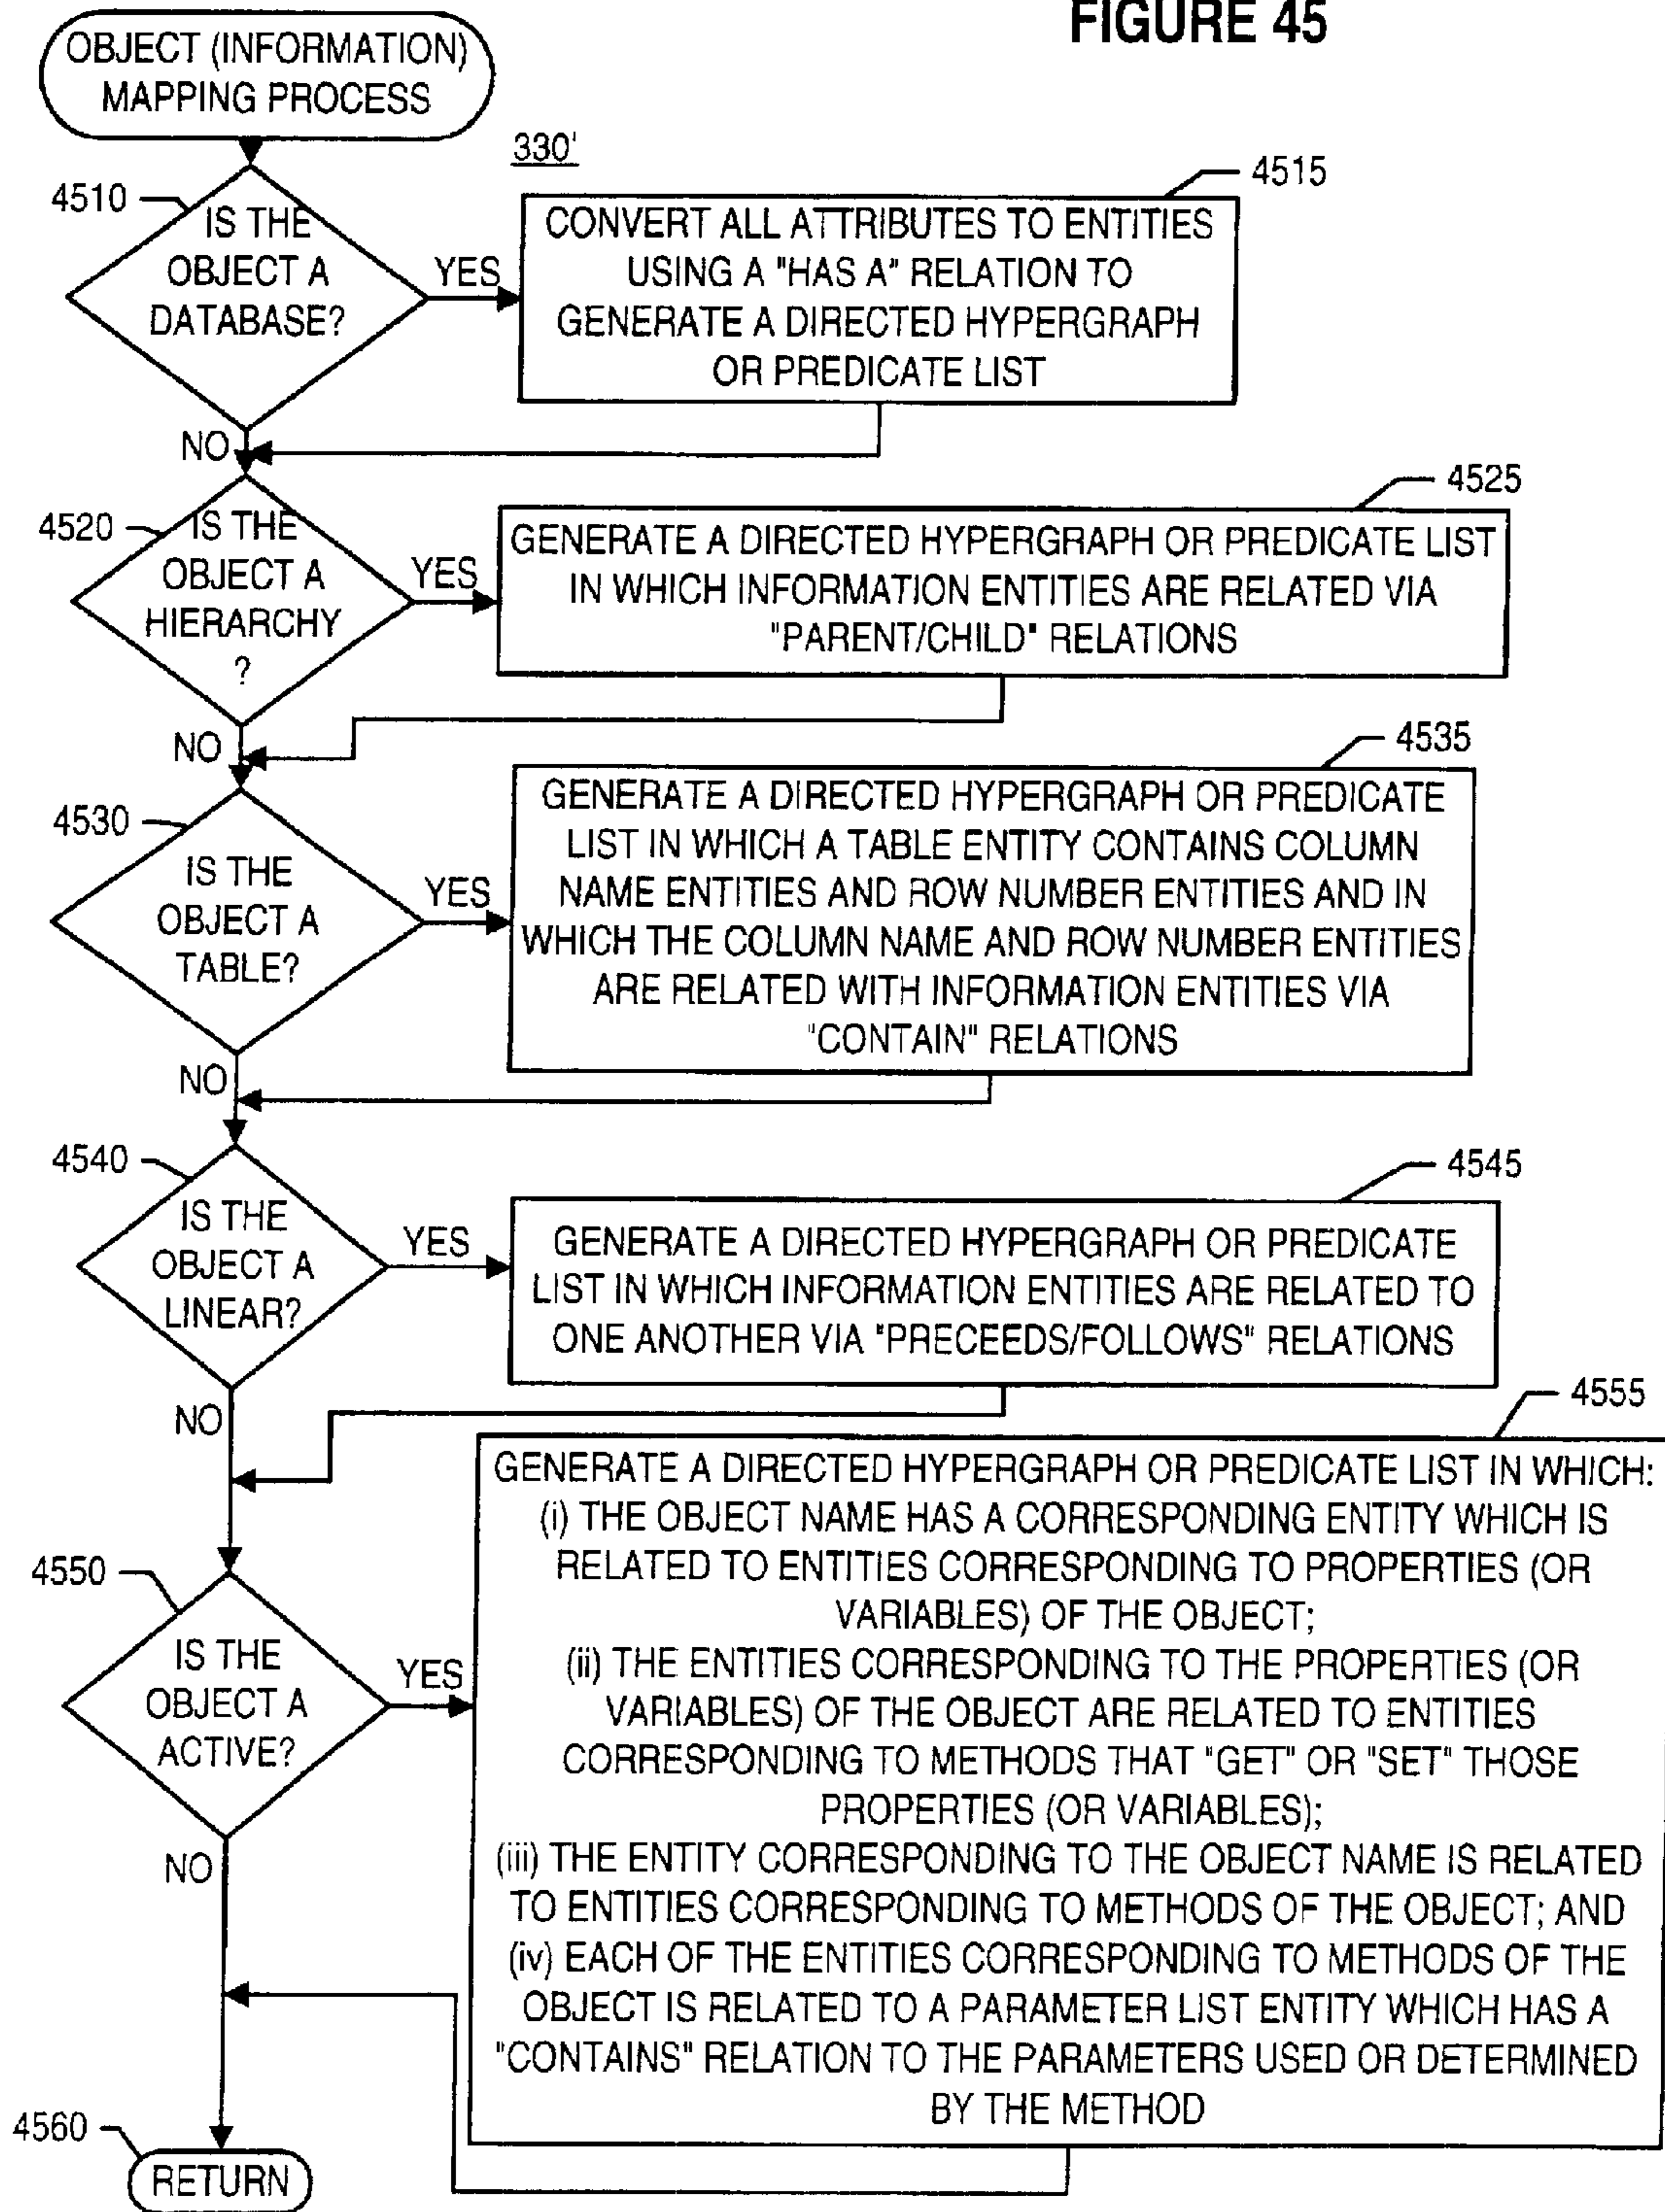 FIGURE 45
OBJECT (INFORMATION)
MAPPING PROCESS
330'
4510
IS THE
OBJECT A
DATABASE?
YES
4515
CONVERT ALL ATTRIBUTES TO ENTITIES
USING A "HAS A" RELATION TO
GENERATE A DIRECTED HYPERGRAPH
OR PREDICATE LIST
NO
4520
IS THE
OBJECT A
HIERARCHY
?
YES
4525
GENERATE A DIRECTED HYPERGRAPH OR PREDICATE LIST
IN WHICH INFORMATION ENTITIES ARE RELATED VIA
"PARENT/CHILD" RELATIONS
NO
4530
IS THE
OBJECT A
TABLE?
YES
4535
GENERATE A DIRECTED HYPERGRAPH OR PREDICATE
LIST IN WHICH A TABLE ENTITY CONTAINS COLUMN
NAME ENTITIES AND ROW NUMBER ENTITIES AND IN
WHICH THE COLUMN NAME AND ROW NUMBER ENTITIES
ARE RELATED WITH INFORMATION ENTITIES VIA
"CONTAIN" RELATIONS
NO
4540
IS THE
OBJECT A
LINEAR?
YES
4545
GENERATE A DIRECTED HYPERGRAPH OR PREDICATE
LIST IN WHICH INFORMATION ENTITIES ARE RELATED TO
ONE ANOTHER VIA "PRECEEDS/FOLLOWS" RELATIONS
NO
4550
IS THE
OBJECT A
ACTIVE?
YES
4555
GENERATE A DIRECTED HYPERGRAPH OR PREDICATE LIST IN WHICH:
(i) THE OBJECT NAME HAS A CORRESPONDING ENTITY WHICH IS
RELATED TO ENTITIES CORRESPONDING TO PROPERTIES (OR
VARIABLES) OF THE OBJECT;
(ii) THE ENTITIES CORRESPONDING TO THE PROPERTIES (OR
VARIABLES) OF THE OBJECT ARE RELATED TO ENTITIES
CORRESPONDING TO METHODS THAT "GET" OR "SET" THOSE
PROPERTIES (OR VARIABLES);
(iii) THE ENTITY CORRESPONDING TO THE OBJECT NAME IS RELATED
TO ENTITIES CORRESPONDING TO METHODS OF THE OBJECT; AND
(iv) EACH OF THE ENTITIES CORRESPONDING TO METHODS OF THE
OBJECT IS RELATED TO A PARAMETER LIST ENTITY WHICH HAS A
"CONTAINS" RELATION TO THE PARAMETERS USED OR DETERMINED
BY THE METHOD
NO
4560
RETURN